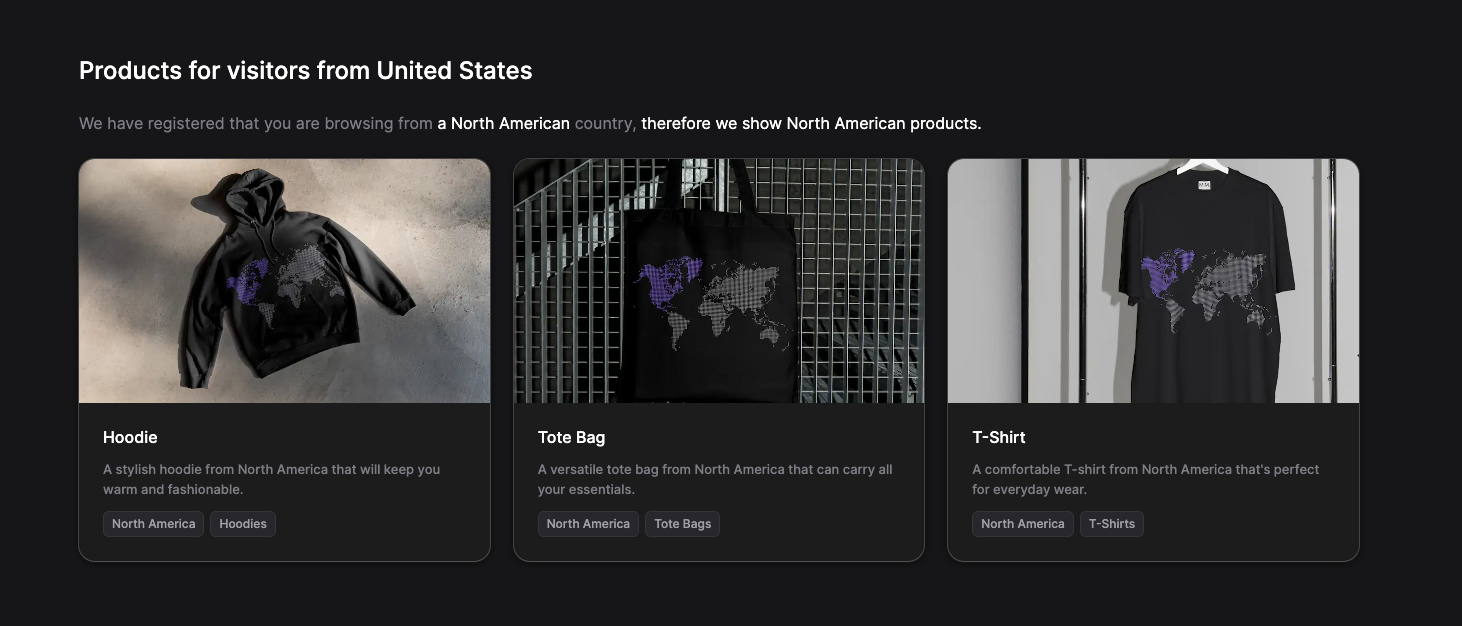 Products for visitors from United States
We have registered that you are browsing from a North American country, therefore we show North American products.
Hoodie
A stylish hoodie from North America that will keep you
warm and fashionable.
North America
Hoodies
Tote Bag
A versatile tote bag from North America that can carry all
your essentials.
North America
Tote Bags
T-Shirt
A comfortable T-shirt from North America that's perfect
for everyday wear.
North America
T-Shirts